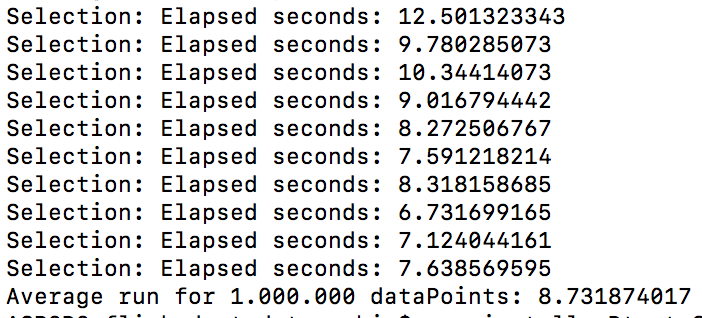 Selection: Elapsed seconds: 12.501323343
Selection: Elapsed seconds: 9.780285073
Selection: Elapsed seconds: 10.34414073
Selection: Elapsed seconds: 9.016794442
Selection: Elapsed seconds: 8.272506767
Selection: Elapsed seconds: 7.591218214
Selection: Elapsed seconds: 8.318158685
Selection: Elapsed seconds: 6.731699165
Selection: Elapsed seconds: 7.124044161
Selection: Elapsed seconds: 7.638569595
Average run for 1.000.000 dataPoints: 8.731874017